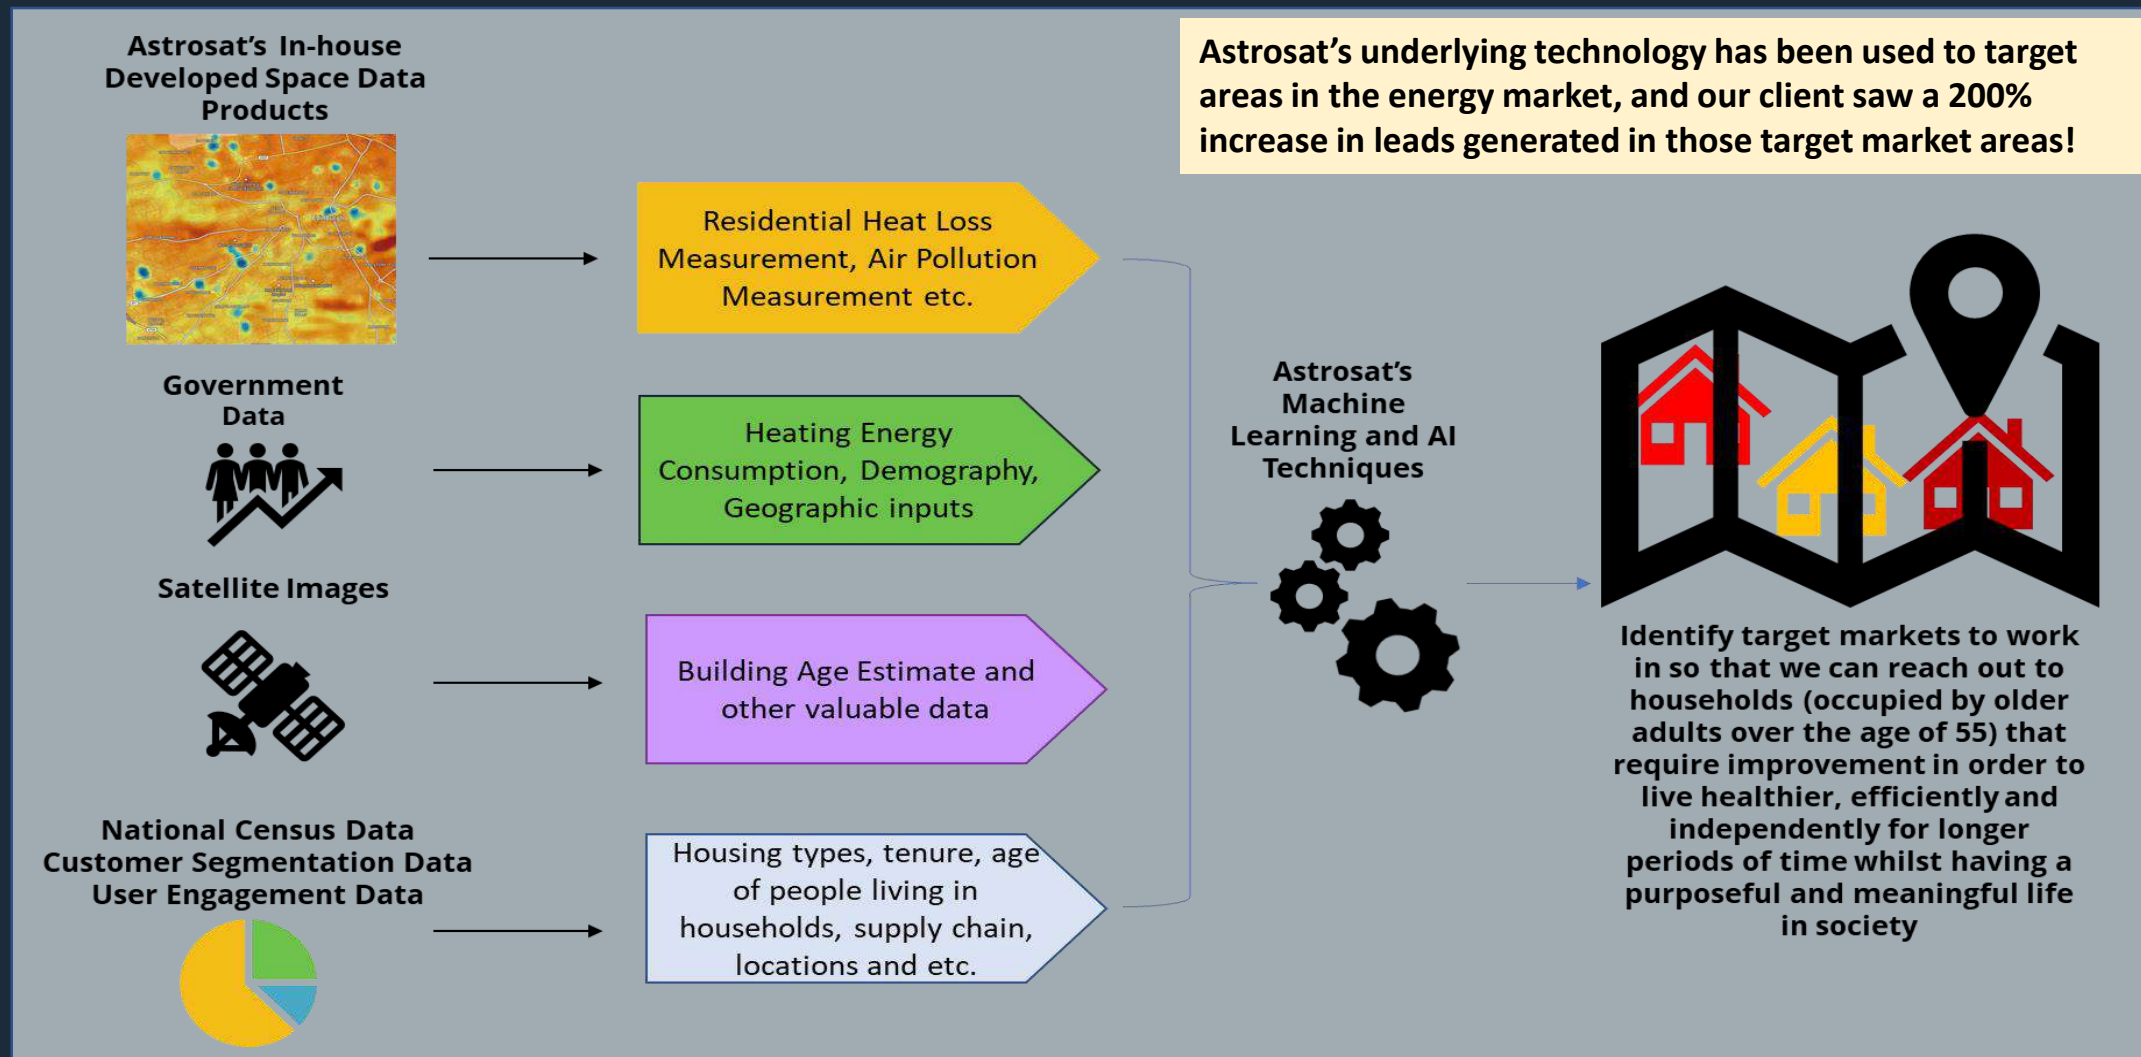 Astrosat’s In-house
Developed Space Data
Products
Astrosat’s underlying technology has been used to target
areas in the energy market, and our client saw a 200%
increase in leads generated in those target market areas!
Residential Heat Loss
Measurement, Air Pollution
Measurement etc.
Government
Data
Heating Energy
Consumption, Demography,
Geographic inputs
Satellite Images
Building Age Estimate and
other valuable data
National Census Data
Customer Segmentation Data
User Engagement Data
Housing types, tenure, age
of people living in
households, supply chain,
locations and etc.
Astrosat’s
Machine
Learning and AI
Techniques
Identify target markets to work
in so that we can reach out to
households (occupied by older
adults over the age of 55) that
require improvement in order to
live healthier, efficiently and
independently for longer
periods of time whilst having a
purposeful and meaningful life
in society